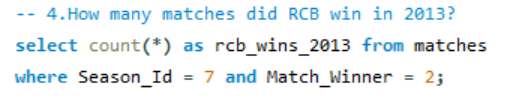 -- 4.How many matches did RCB win in 2013?
select count(*) as rcb_wins_2013 from matches
where Season_Id = 7 and Match_Winner = 2;